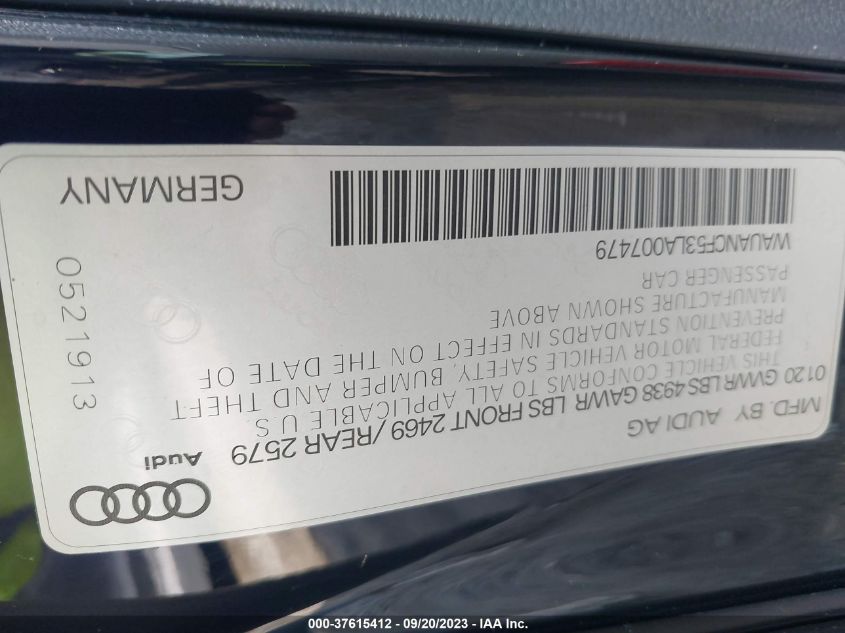 Audi
MFD. BY AUDI AG
0120 GVWR LBS 4938 GAWR LBS FRONT 2469 / REAR 2579
THIS VEHICLE CONFORMS TO ALL APPLICABLE U.S.
FEDERAL MOTOR VEHICLE SAFETY, BUMPER AND THEFT
PREVENTION STANDARDS IN EFFECT ON THE DATE OF
MANUFACTURE SHOWN ABOVE
PASSENGER CAR
WAUANCF53LA007479
0521913
GERMANY
000-37615412 - 09/20/2023 - IAA Inc.